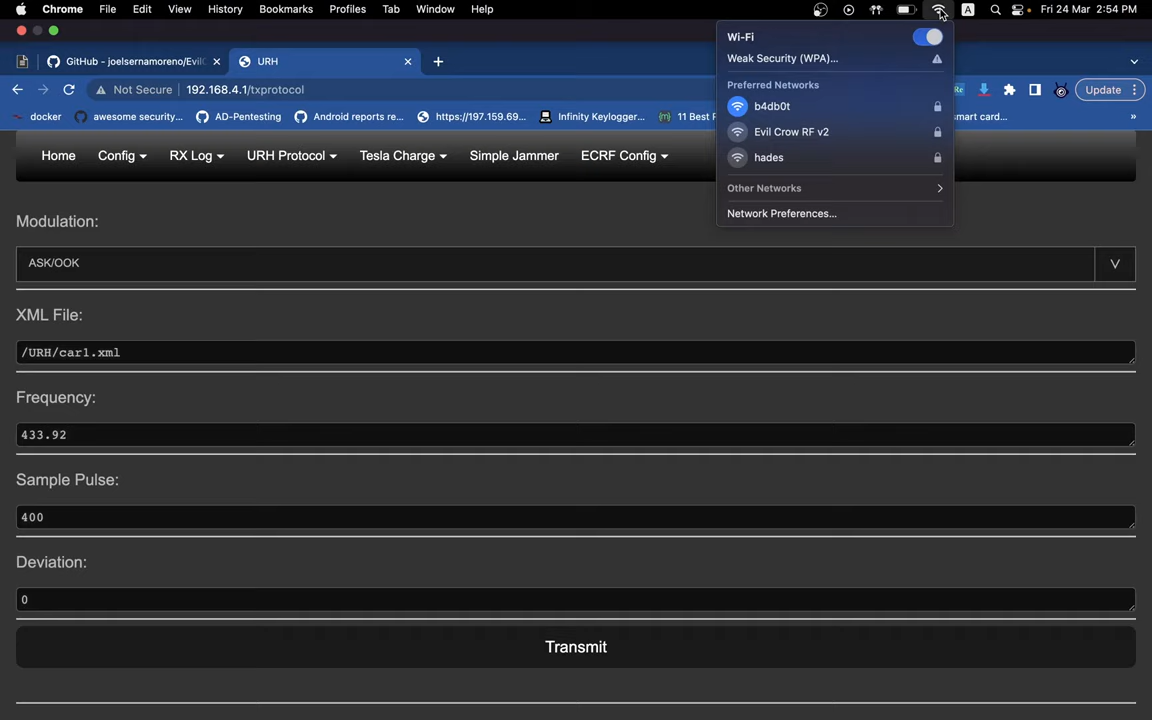 Chrome File Edit View History Bookmarks Profiles Tab Window Help A Fri 24 Mar 2:54 PM
GitHub - joelsernamoreno/Evil URH
Not Secure 192.168.4.1/txprotocol Update
docker awesome security... AD-Pentesting Android reports re... https://197.159.69... Infinity Keylogger... 11 Best smart card... »
Home Config RX Log URH Protocol Tesla Charge Simple Jammer ECRF Config
Wi-Fi
Weak Security (WPA)...
Preferred Networks
b4db0t
Evil Crow RF v2
hades
Other Networks
Network Preferences...
Modulation:
ASK/OOK V
XML File:
/URH/car1.xml
Frequency:
433.92
Sample Pulse:
400
Deviation:
0
Transmit